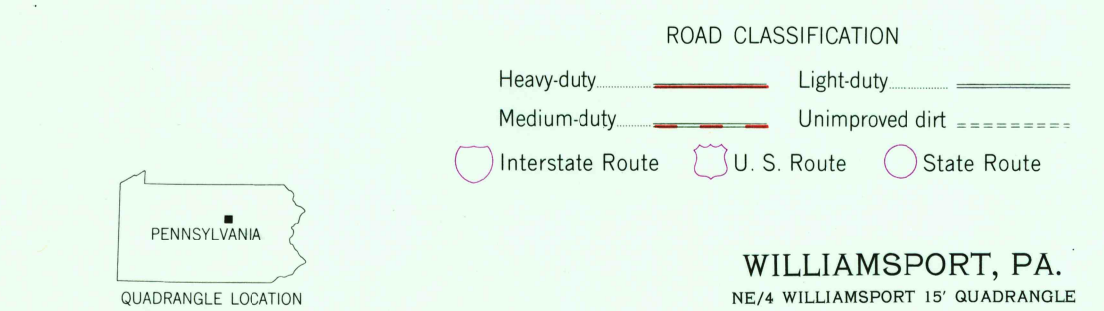 ROAD CLASSIFICATION
Heavy-duty Light-duty
Medium-duty Unimproved dirt
Interstate Route U. S. Route State Route
PENNSYLVANIA
QUADRANGLE LOCATION
WILLIAMSPORT, PA.
NE/4 WILLIAMSPORT 15' QUADRANGLE